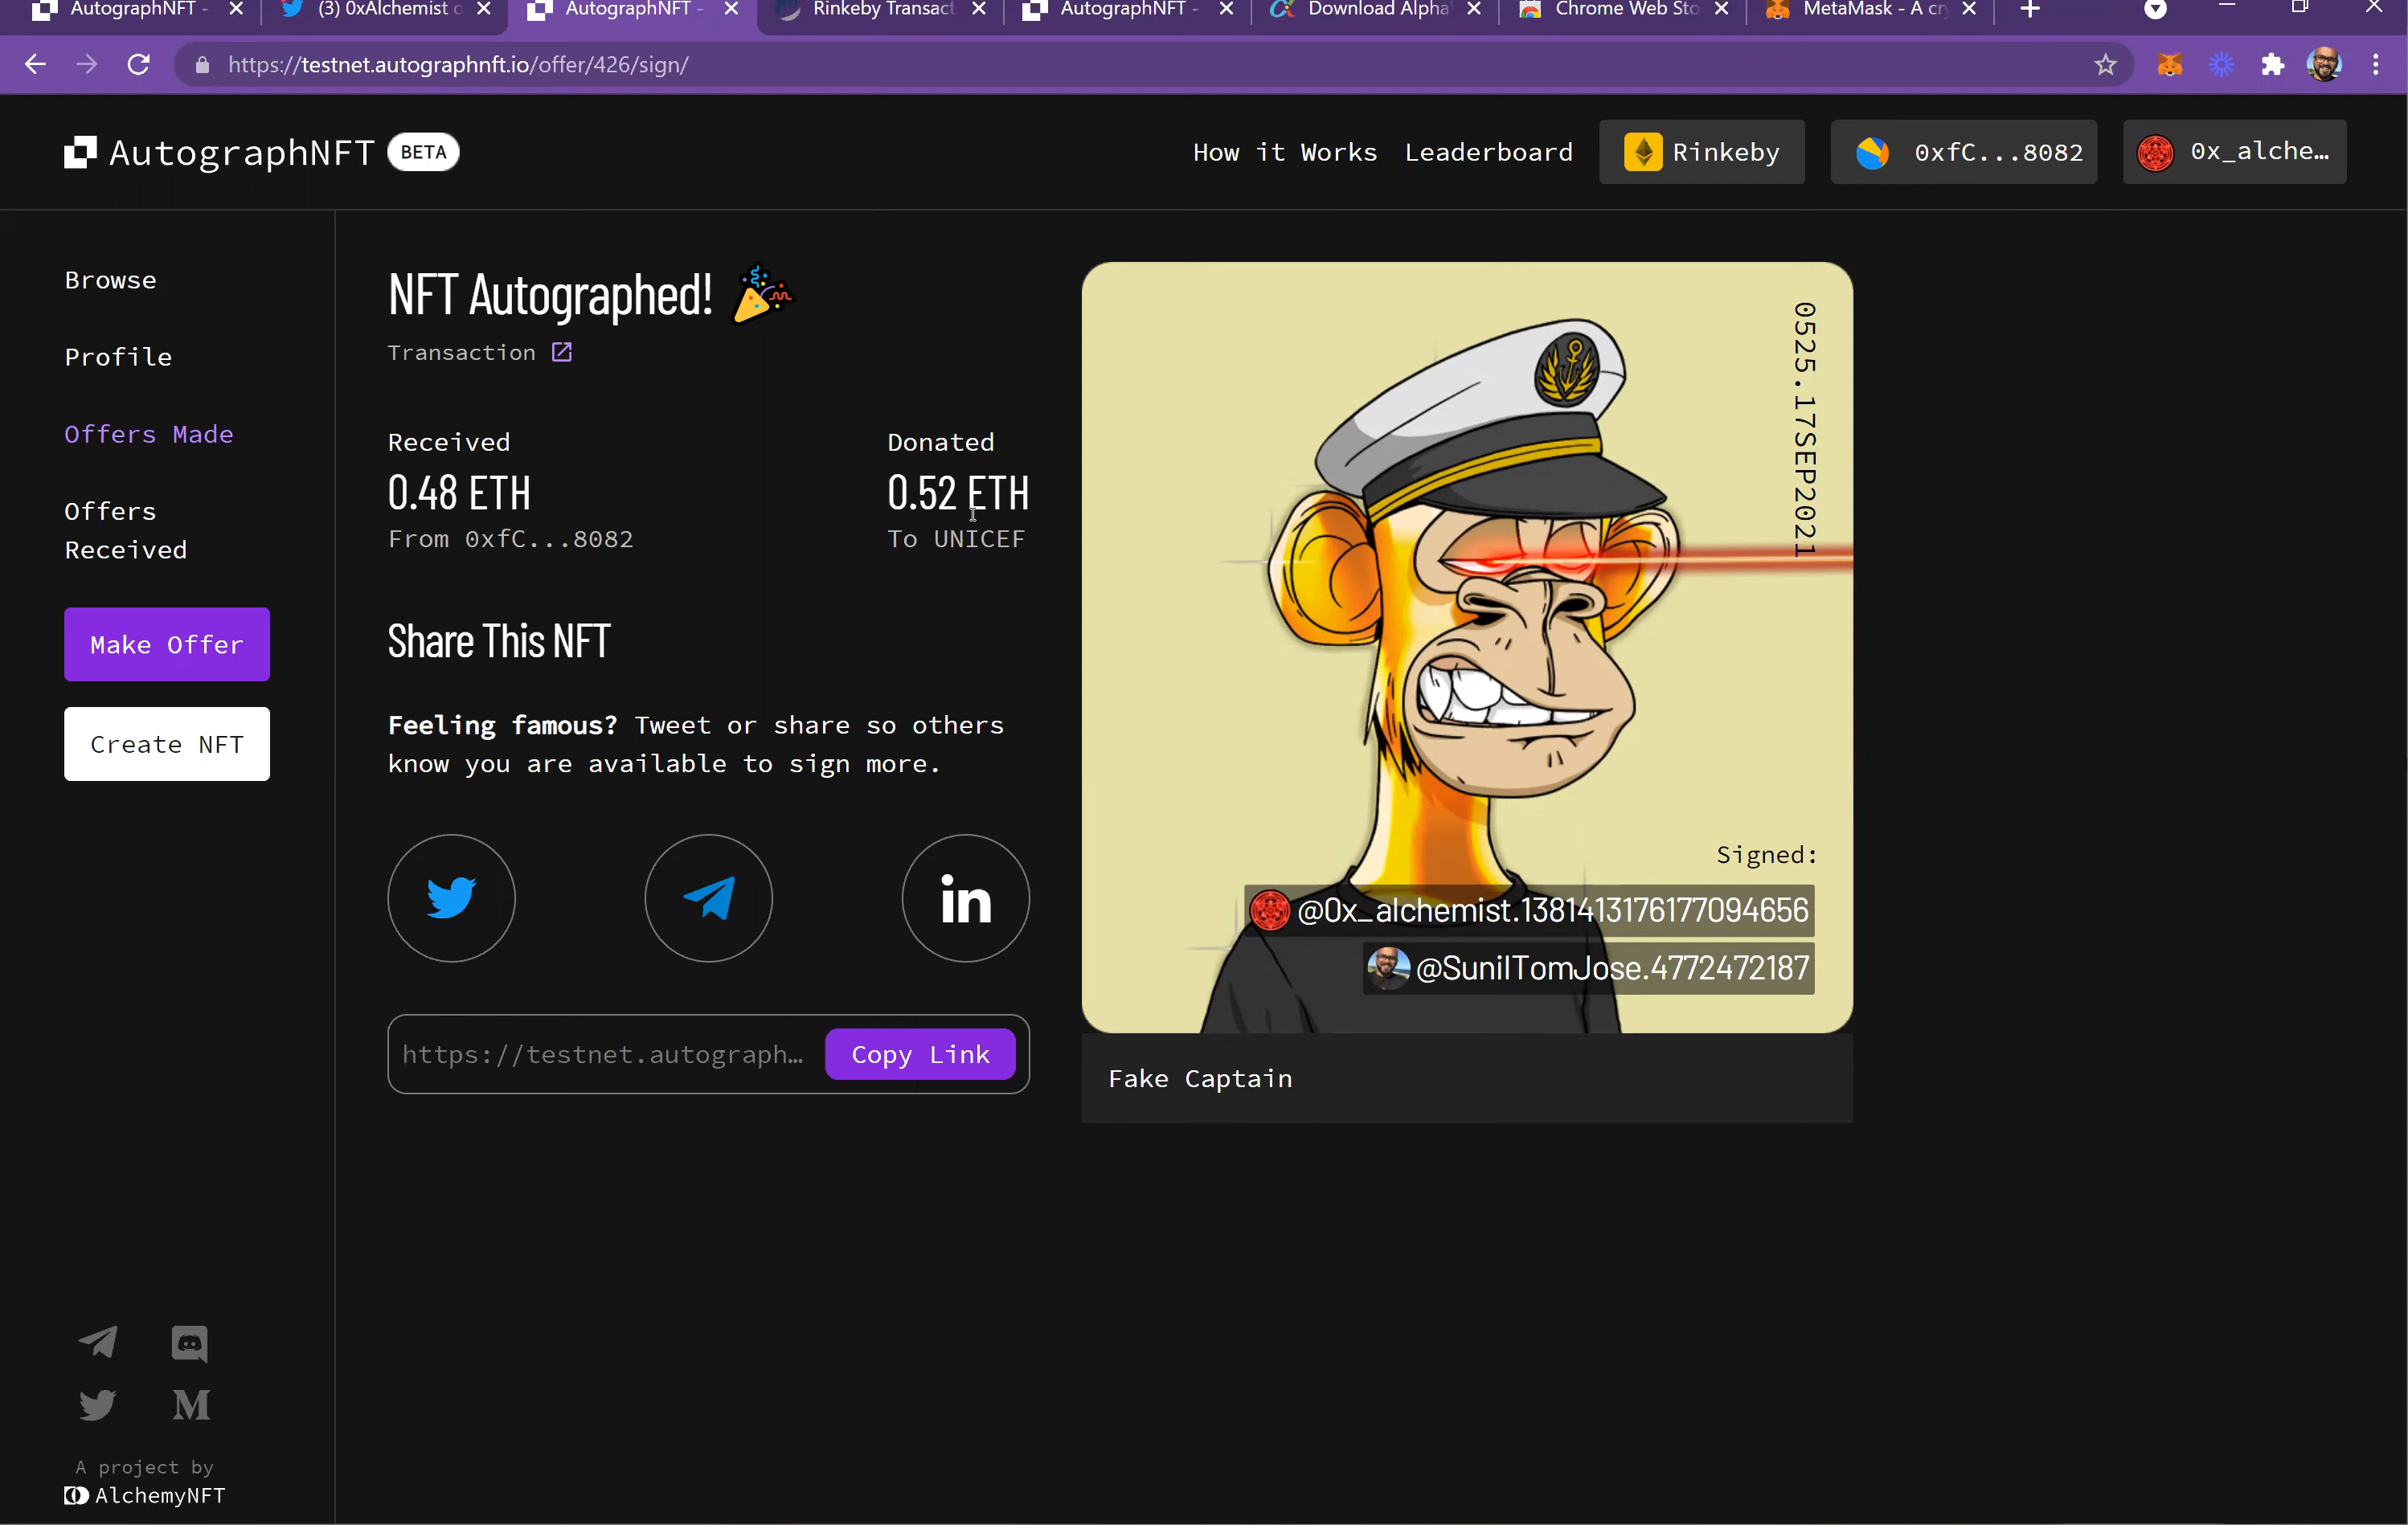 AutographNFT -
(3) 0xAlchemist o
AutographNFT -
Rinkeby Transact
AutographNFT -
Download Alpha
Chrome Web Sto
MetaMask - A cr
https://testnet.autographnft.io/offer/426/sign/
AutographNFT BETA
How it Works
Leaderboard
Rinkeby
0xfC...8082
0x_alche…
Browse
Profile
Offers Made
Offers
Received
Make Offer
Create NFT
NFT Autographed!
Transaction
Received
0.48 ETH
From 0xfC...8082
Donated
0.52 ETH
To UNICEF
Share This NFT
Feeling famous? Tweet or share so others
know you are available to sign more.
in
https://testnet.autograph…
Copy Link
0525.17SEP2021
Signed:
@0x_alchemist.1381413176177094656
@SunilTomJose.4772472187
Fake Captain
A project by
AlchemyNFT